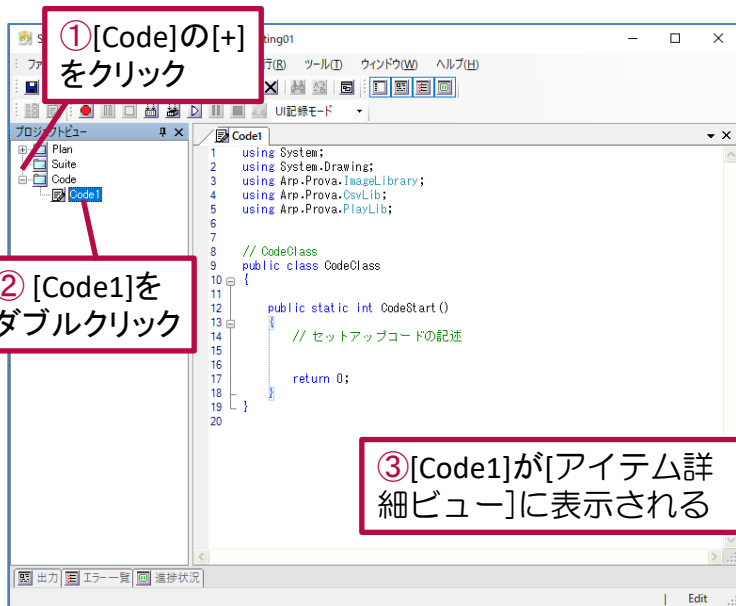 ①[Code]の[+]
をクリック
ting01
ツール(T) ウィンドウ(W) ヘルプ(H)
UI記録モード
プロジェクトビュー
Plan
Suite
Code
Code1
② [Code1]を
ダブルクリック
Code1
1 using System;
2 using System.Drawing;
3 using Arp.Prova.ImageLibrary;
4 using Arp.Prova.CsvLib;
5 using Arp.Prova.PlayLib;
6
7
8 // CodeClass
9 public class CodeClass
10 {
11
12 public static int CodeStart()
13 {
14 // セットアップコードの記述
15
16
17 return 0;
18 }
19 }
20
③[Code1]が[アイテム詳
細ビュー]に表示される
出力 エラー一覧 進捗状況
Edit